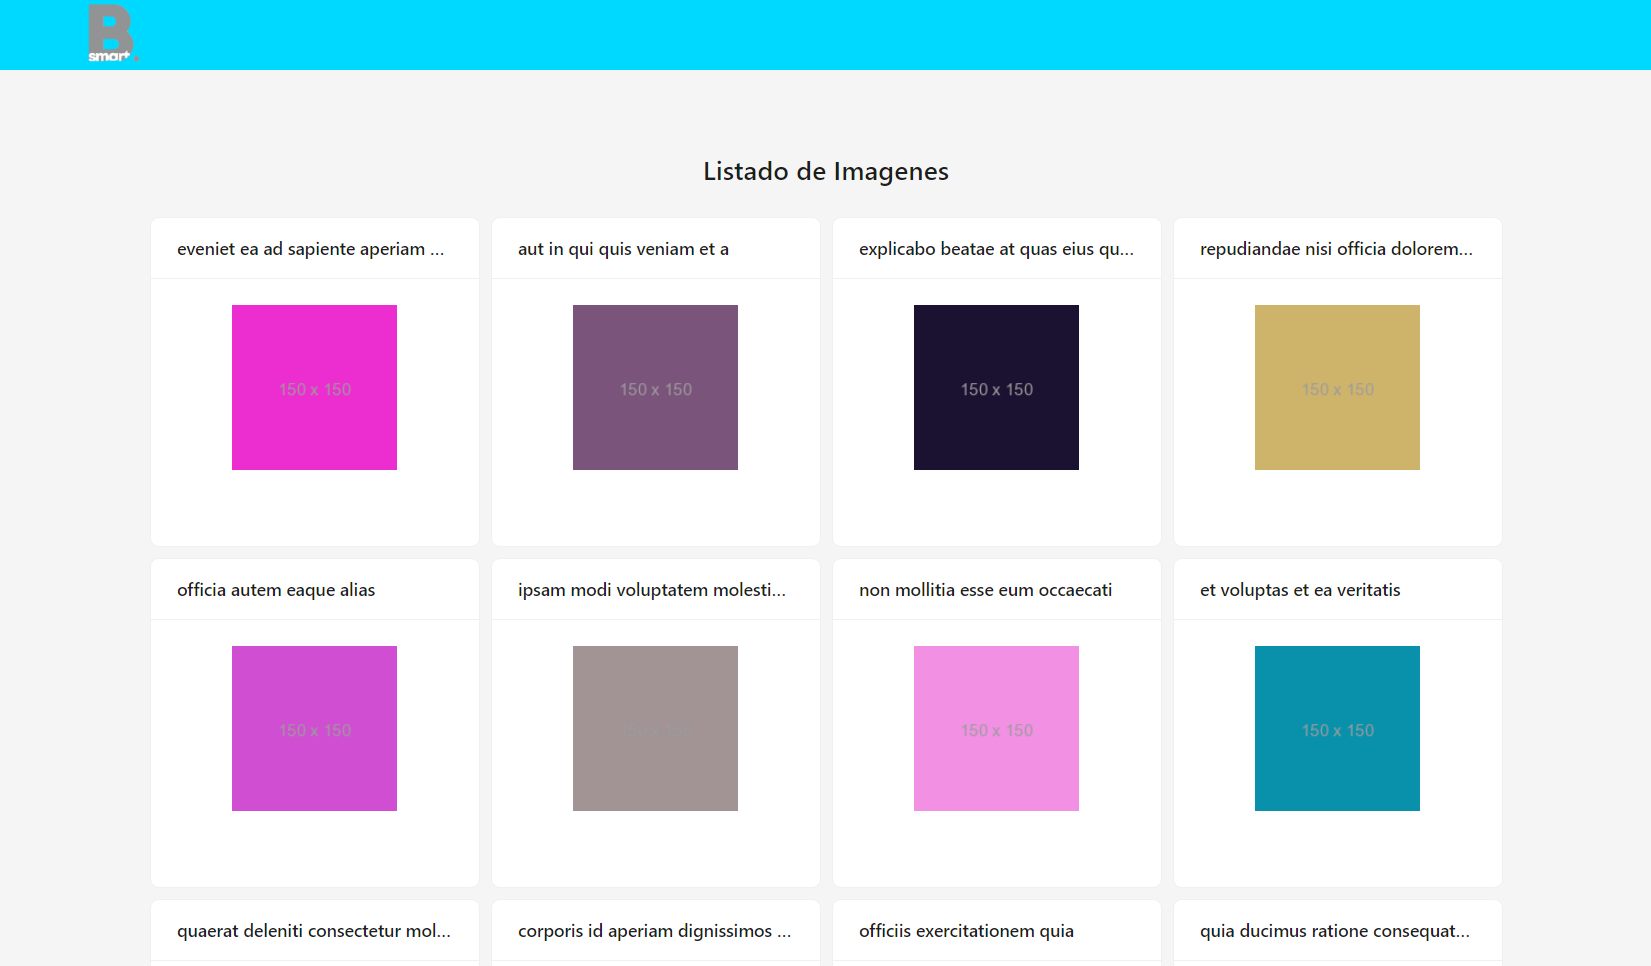 B
smart.
Listado de Imagenes
eveniet ea ad sapiente aperiam ...
aut in qui quis veniam et a
explicabo beatae at quas eius qu...
repudiandae nisi officia dolorem...
150 x 150
150 x 150
150 x 150
150 x 150
officia autem eaque alias
ipsam modi voluptatem molesti...
non mollitia esse eum occaecati
et voluptas et ea veritatis
150 x 150
150 x 150
150 x 150
150 x 150
quaerat deleniti consectetur mol...
corporis id aperiam dignissimos ...
officiis exercitationem quia
quia ducimus ratione consequat...